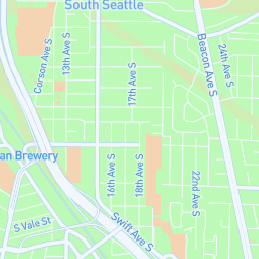 South Seattle
Corson Ave S
13th Ave S
17th Ave S
Beacon Ave S
24th Ave S
an Brewery
16th Ave S
18th Ave S
22nd Ave S
S Vale St
Swift Ave S